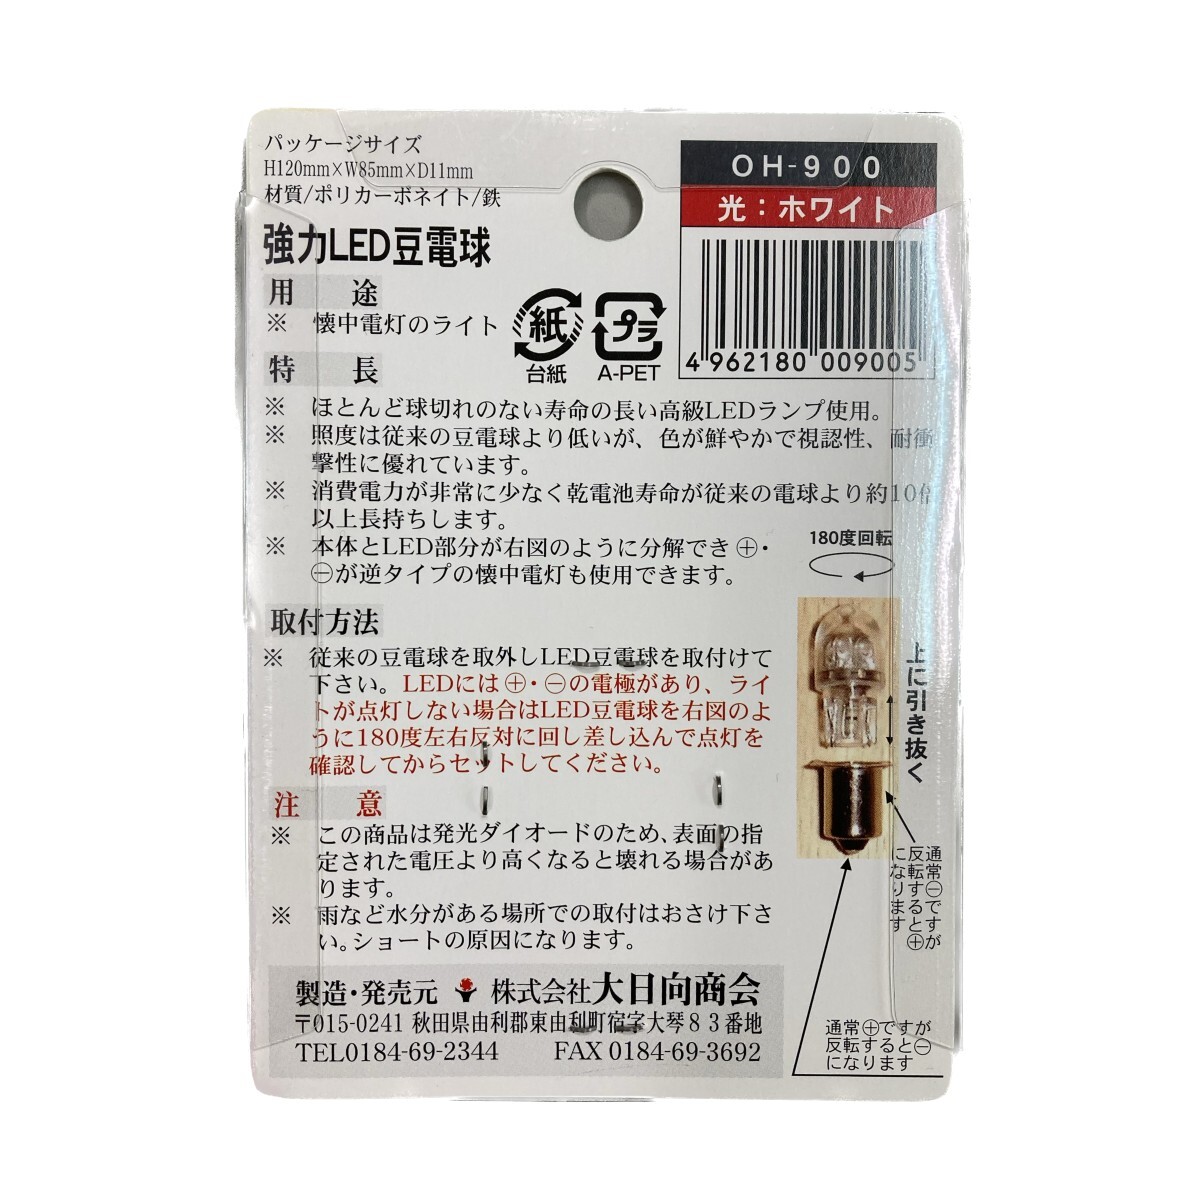 パッケージサイズ
H120mm×W85mm×D11mm
材質/ポリカーボネイト/鉄
強力LED豆電球
OH-900
光：ホワイト
4 962180 009005
用 途
※ 懐中電灯のライト
紙
台紙
プラ
A-PET
特 長
※ ほとんど球切れのない寿命の長い高級LEDランプ使用。
※ 照度は従来の豆電球より低いが、色が鮮やかで視認性、耐衝
撃性に優れています。
※ 消費電力が非常に少なく乾電池寿命が従来の電球より約10倍
以上長持ちします。
※ 本体とLED部分が右図のように分解でき⊕・
㊀が逆タイプの懐中電灯も使用できます。
180度回転
上に引き抜く
通常㊀ですが
反転すると⊕
になります
通常⊕ですが
反転すると㊀
になります
取付方法
※ 従来の豆電球を取外しLED豆電球を取付けて
下さい。LEDには⊕・㊀の電極があり、ライ
トが点灯しない場合はLED豆電球を右図のよ
うに180度左右反対に回し差し込んで点灯を
確認してからセットしてください。
注 意
※ この商品は発光ダイオードのため、表面の指
定された電圧より高くなると壊れる場合があ
ります。
※ 雨など水分がある場所での取付はおさけ下さ
い。ショートの原因になります。
製造・発売元 株式会社大日向商会
〒015-0241 秋田県由利郡東由利町宿字大琴８３番地
TEL0184-69-2344 FAX 0184-69-3692